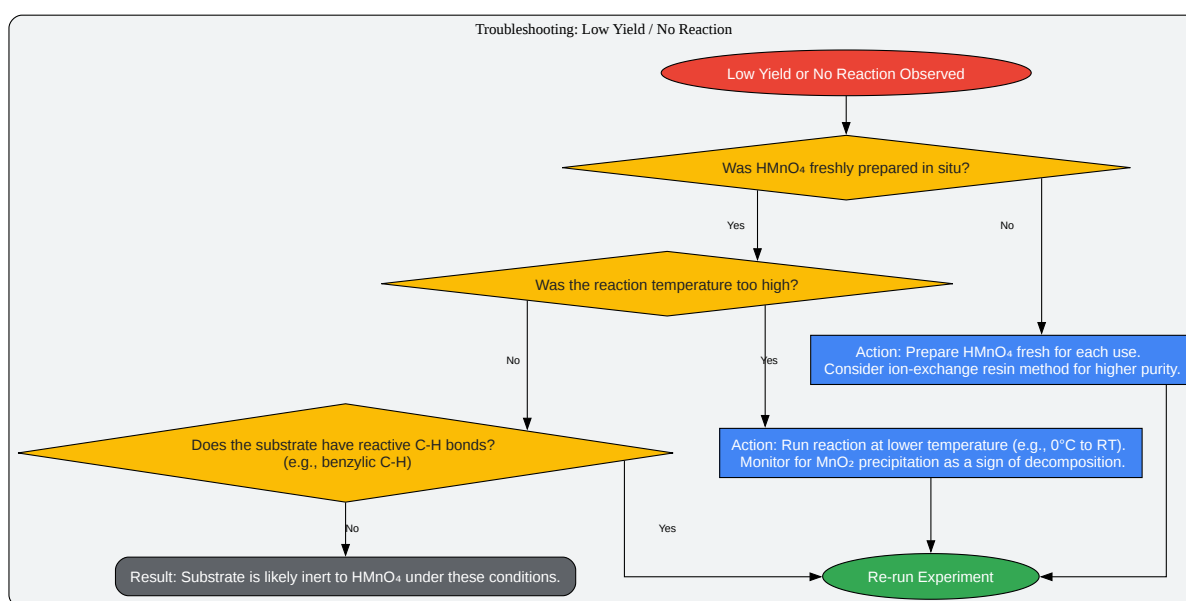 Troubleshooting: Low Yield / No Reaction
Low Yield or No Reaction Observed
Was HMnO₄ freshly prepared in situ?
Yes
No
Was the reaction temperature too high?
No
Yes
Action: Prepare HMnO₄ fresh for each use.
Consider ion-exchange resin method for higher purity.
Does the substrate have reactive C-H bonds?
(e.g., benzylic C-H)
Action: Run reaction at lower temperature (e.g., 0°C to RT).
Monitor for MnO₂ precipitation as a sign of decomposition.
No
Yes
Result: Substrate is likely inert to HMnO₄ under these conditions.
Re-run Experiment